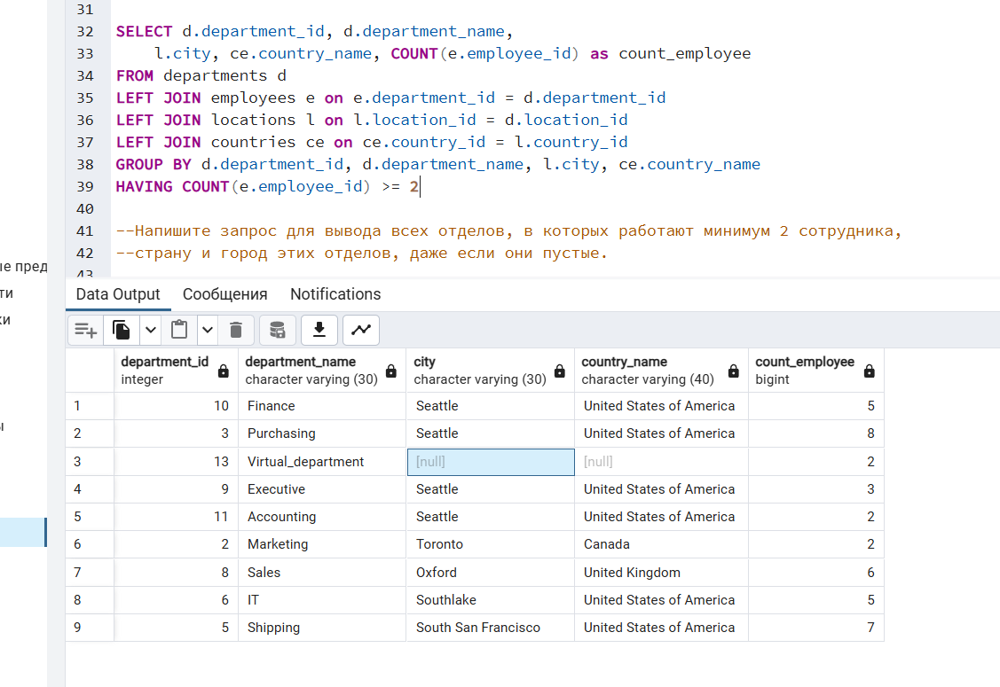 31
32 SELECT d.department_id, d.department_name,
33 l.city, ce.country_name, COUNT(e.employee_id) as count_employee
34 FROM departments d
35 LEFT JOIN employees e on e.department_id = d.department_id
36 LEFT JOIN locations l on l.location_id = d.location_id
37 LEFT JOIN countries ce on ce.country_id = l.country_id
38 GROUP BY d.department_id, d.department_name, l.city, ce.country_name
39 HAVING COUNT(e.employee_id) >= 2
40
41 --Напишите запрос для вывода всех отделов, в которых работают минимум 2 сотрудника,
42 --страну и город этих отделов, даже если они пустые.
43
Data Output Сообщения Notifications
department_id department_name city country_name count_employee
integer character varying (30) character varying (30) character varying (40) bigint
1 10 Finance Seattle United States of America 5
2 3 Purchasing Seattle United States of America 8
3 13 Virtual_department [null] [null] 2
4 9 Executive Seattle United States of America 3
5 11 Accounting Seattle United States of America 2
6 2 Marketing Toronto Canada 2
7 8 Sales Oxford United Kingdom 6
8 6 IT Southlake United States of America 5
9 5 Shipping South San Francisco United States of America 7